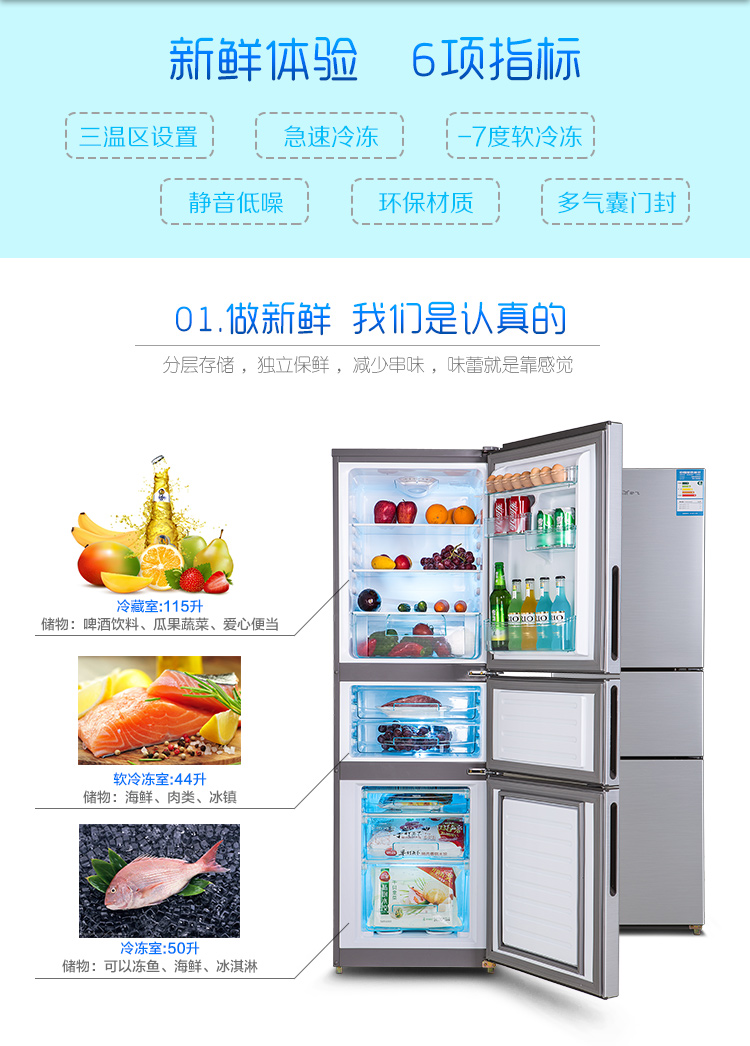 新鲜体验 6项指标
三温区设置 急速冷冻 -7度软冷冻
静音低噪 环保材质 多气囊门封
01.做新鲜 我们是认真的
分层存储，独立保鲜，减少串味，味蕾就是靠感觉
冷藏室:115升
储物：啤酒饮料、瓜果蔬菜、爱心便当
软冷冻室:44升
储物：海鲜、肉类、冰镇
冷冻室:50升
储物：可以冻鱼、海鲜、冰淇淋
RIO RIO RIO